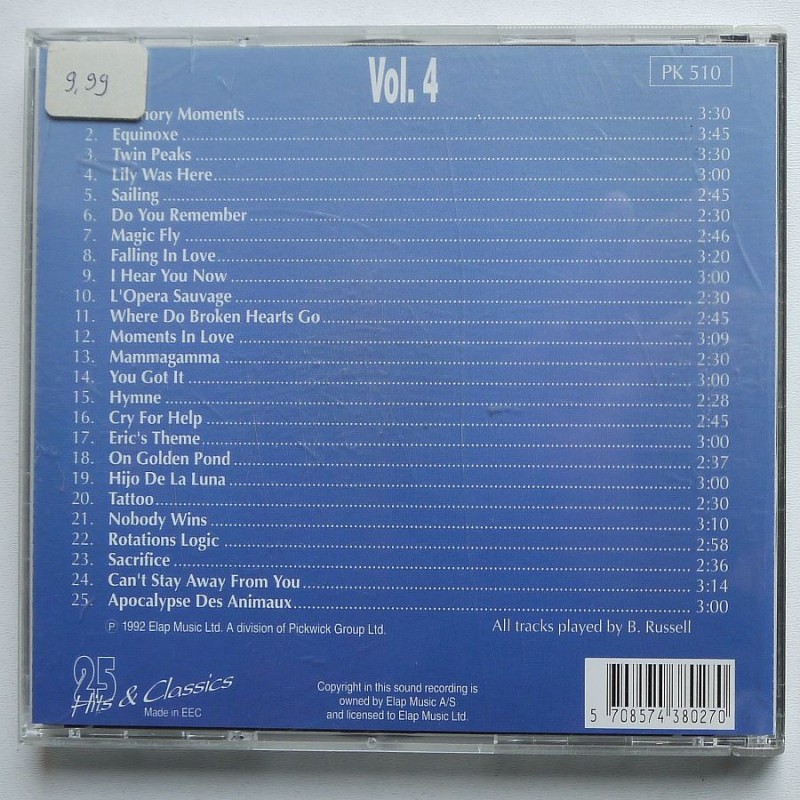 9,99
Vol. 4
PK 510
Moments 3:30
2. Equinoxe 3:45
3. Twin Peaks 3:30
4. Lily Was Here 3:00
5. Sailing 2:45
6. Do You Remember 2:30
7. Magic Fly 2:46
8. Falling In Love 3:20
9. I Hear You Now 3:00
10. L'Opera Sauvage 2:30
11. Where Do Broken Hearts Go 2:45
12. Moments In Love 3:09
13. Mammagamma 2:30
14. You Got It 3:00
15. Hymne 2:28
16. Cry For Help 2:45
17. Eric's Theme 3:00
18. On Golden Pond 2:37
19. Hijo De La Luna 3:00
20. Tattoo 2:30
21. Nobody Wins 3:10
22. Rotations Logic 2:58
23. Sacrifice 2:36
24. Can't Stay Away From You 3:14
25. Apocalypse Des Animaux 3:00
℗ 1992 Elap Music Ltd. A division of Pickwick Group Ltd.
All tracks played by B. Russell
25
Hits & Classics
Made in EEC
Copyright in this sound recording is
owned by Elap Music A/S
and licensed to Elap Music Ltd.
5 708574 380270